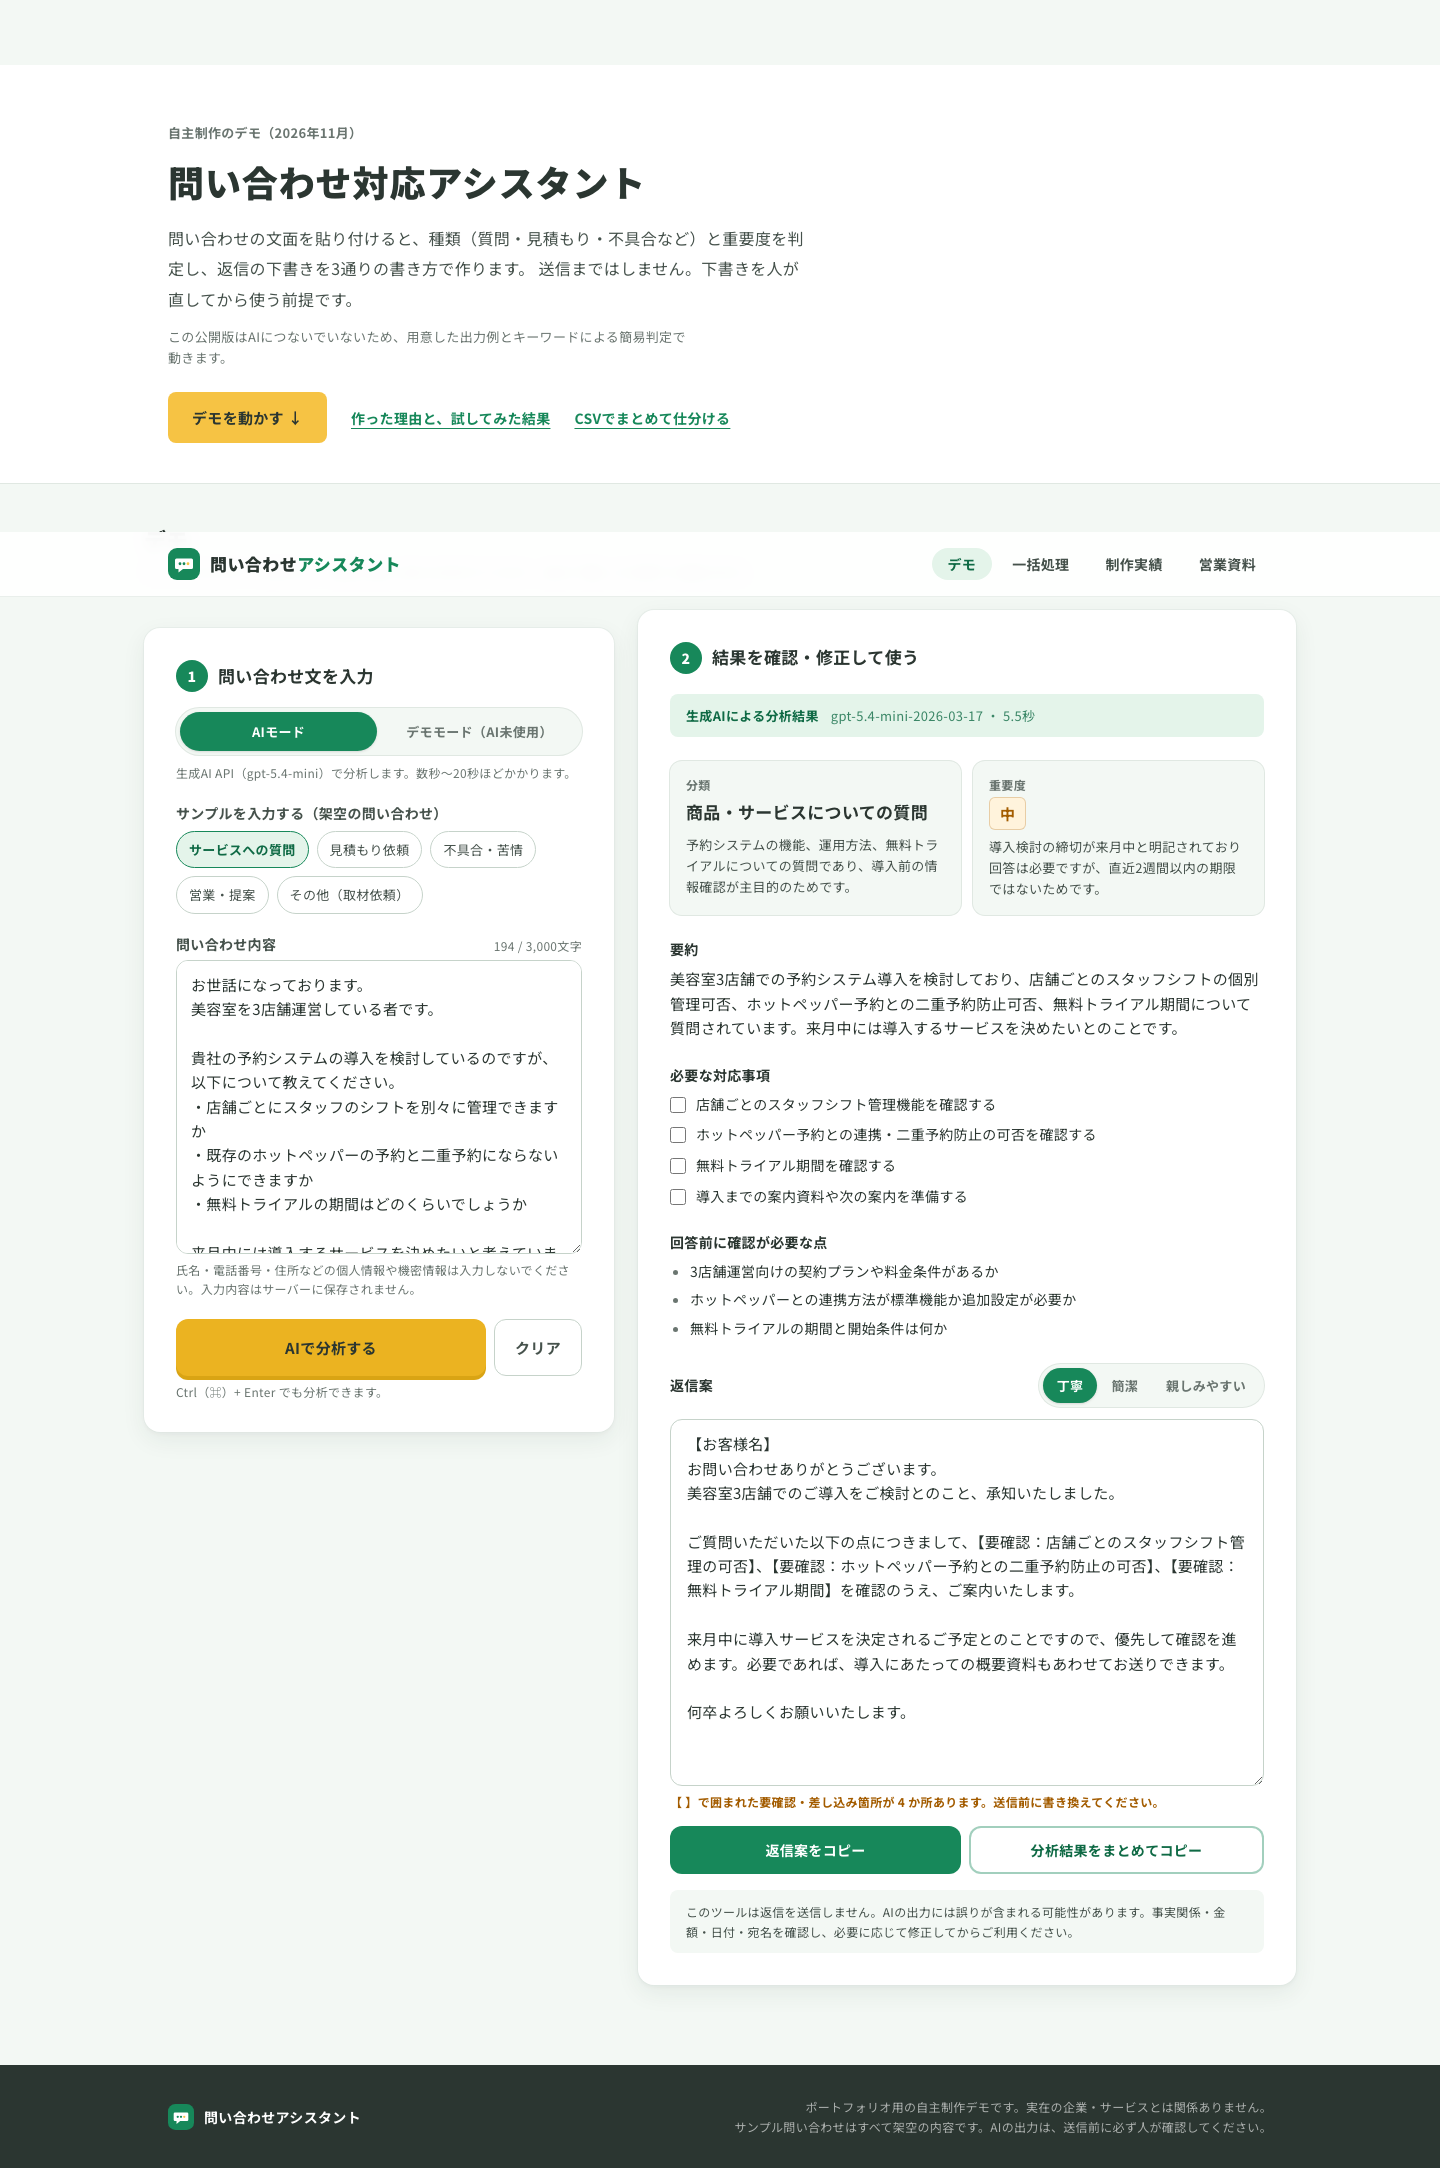 自主制作のデモ（2026年11月）
問い合わせ対応アシスタント
問い合わせの文面を貼り付けると、種類（質問・見積もり・不具合など）と重要度を判
定し、返信の下書きを3通りの書き方で作ります。 送信まではしません。下書きを人が
直してから使う前提です。
この公開版はAIにつないでいないため、用意した出力例とキーワードによる簡易判定で
動きます。
デモを動かす ↓
作った理由と、試してみた結果
CSVでまとめて仕分ける
問い合わせアシスタント
デモ
一括処理
制作実績
営業資料
1
問い合わせ文を入力
AIモード
デモモード（AI未使用）
生成AI API（gpt-5.4-mini）で分析します。数秒〜20秒ほどかかります。
サンプルを入力する（架空の問い合わせ）
サービスへの質問
見積もり依頼
不具合・苦情
営業・提案
その他（取材依頼）
問い合わせ内容
194 / 3,000文字
お世話になっております。
美容室を3店舗運営している者です。
貴社の予約システムの導入を検討しているのですが、
以下について教えてください。
・店舗ごとにスタッフのシフトを別々に管理できます
か
・既存のホットペッパーの予約と二重予約にならない
ようにできますか
・無料トライアルの期間はどのくらいでしょうか
来月中には導入するサービスを決めたいと考えていま
氏名・電話番号・住所などの個人情報や機密情報は入力しないでくださ
い。入力内容はサーバーに保存されません。
AIで分析する
クリア
Ctrl（⌘）+ Enter でも分析できます。
2
結果を確認・修正して使う
生成AIによる分析結果
gpt-5.4-mini-2026-03-17 ・ 5.5秒
分類
商品・サービスについての質問
予約システムの機能、運用方法、無料トラ
イアルについての質問であり、導入前の情
報確認が主目的のためです。
重要度
中
導入検討の締切が来月中と明記されており
回答は必要ですが、直近2週間以内の期限
ではないためです。
要約
美容室3店舗での予約システム導入を検討しており、店舗ごとのスタッフシフトの個別
管理可否、ホットペッパー予約との二重予約防止可否、無料トライアル期間について
質問されています。来月中には導入するサービスを決めたいとのことです。
必要な対応事項
店舗ごとのスタッフシフト管理機能を確認する
ホットペッパー予約との連携・二重予約防止の可否を確認する
無料トライアル期間を確認する
導入までの案内資料や次の案内を準備する
回答前に確認が必要な点
• 3店舗運営向けの契約プランや料金条件があるか
• ホットペッパーとの連携方法が標準機能か追加設定が必要か
• 無料トライアルの期間と開始条件は何か
返信案
丁寧
簡潔
親しみやすい
【お客様名】
お問い合わせありがとうございます。
美容室3店舗でのご導入をご検討とのこと、承知いたしました。
ご質問いただいた以下の点につきまして、【要確認：店舗ごとのスタッフシフト管
理の可否】、【要確認：ホットペッパー予約との二重予約防止の可否】、【要確認：
無料トライアル期間】を確認のうえ、ご案内いたします。
来月中に導入サービスを決定されるご予定とのことですので、優先して確認を進
めます。必要であれば、導入にあたっての概要資料もあわせてお送りできます。
何卒よろしくお願いいたします。
【 】で囲まれた要確認・差し込み箇所が 4 か所あります。送信前に書き換えてください。
返信案をコピー
分析結果をまとめてコピー
このツールは返信を送信しません。AIの出力には誤りが含まれる可能性があります。事実関係・金
額・日付・宛名を確認し、必要に応じて修正してからご利用ください。
問い合わせアシスタント
ポートフォリオ用の自主制作デモです。実在の企業・サービスとは関係ありません。
サンプル問い合わせはすべて架空の内容です。AIの出力は、送信前に必ず人が確認してください。